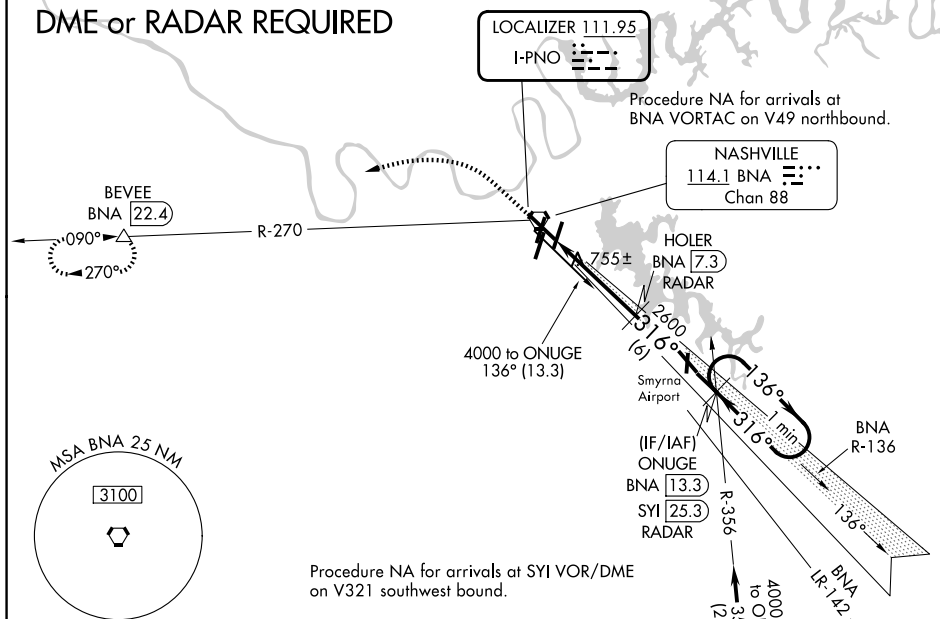 DME or RADAR REQUIRED
LOCALIZER 111.95
I-PNO
Procedure NA for arrivals at
BNA VORTAC on V49 northbound.
NASHVILLE
114.1 BNA
Chan 88
BEVEE
BNA 22.4
090°
270°
R-270
755±
HOLER
BNA 7.3
RADAR
2600
316°
(6)
4000 to ONUGE
136° (13.3)
Smyrna
Airport
136°
1 min
316°
(IF/IAF)
ONUGE
BNA 13.3
SYI 25.3
RADAR
R-356
BNA
R-136
136°
BNA
LR-142
MSA BNA 25 NM
3100
Procedure NA for arrivals at SYI VOR/DME
on V321 southwest bound.
4000